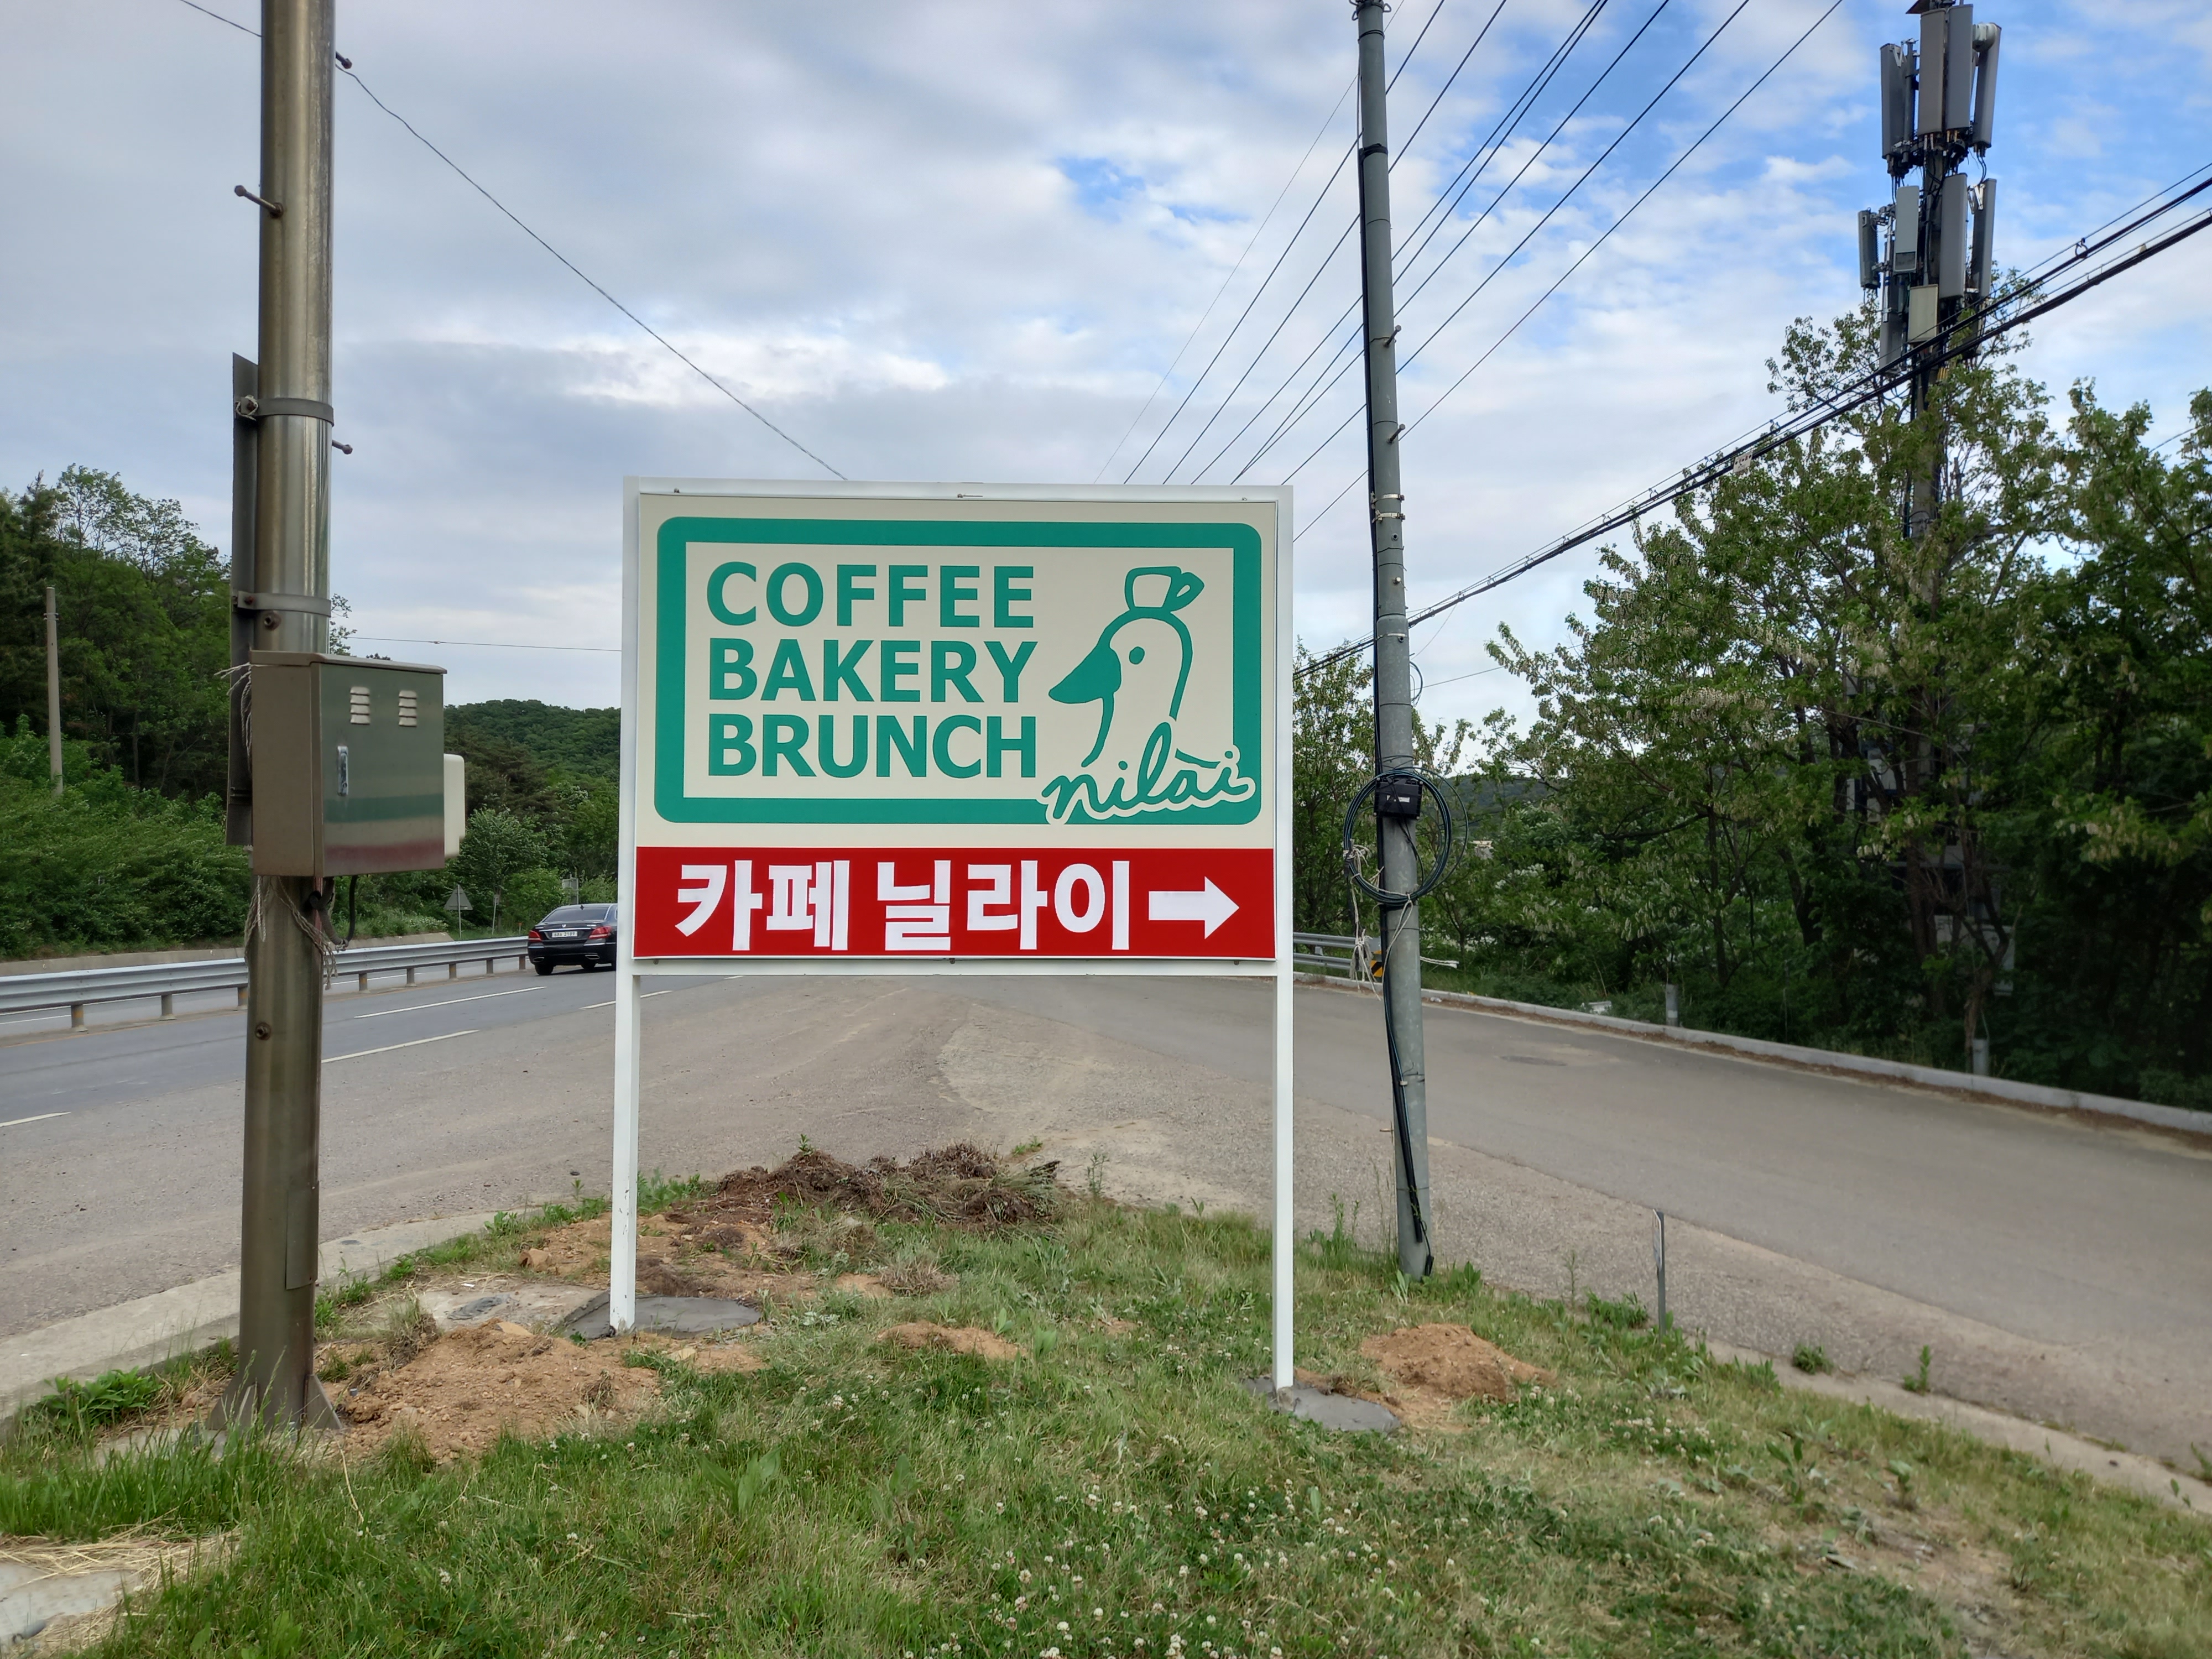 COFFEE
BAKERY
BRUNCH
nilai
카페 닐라이→